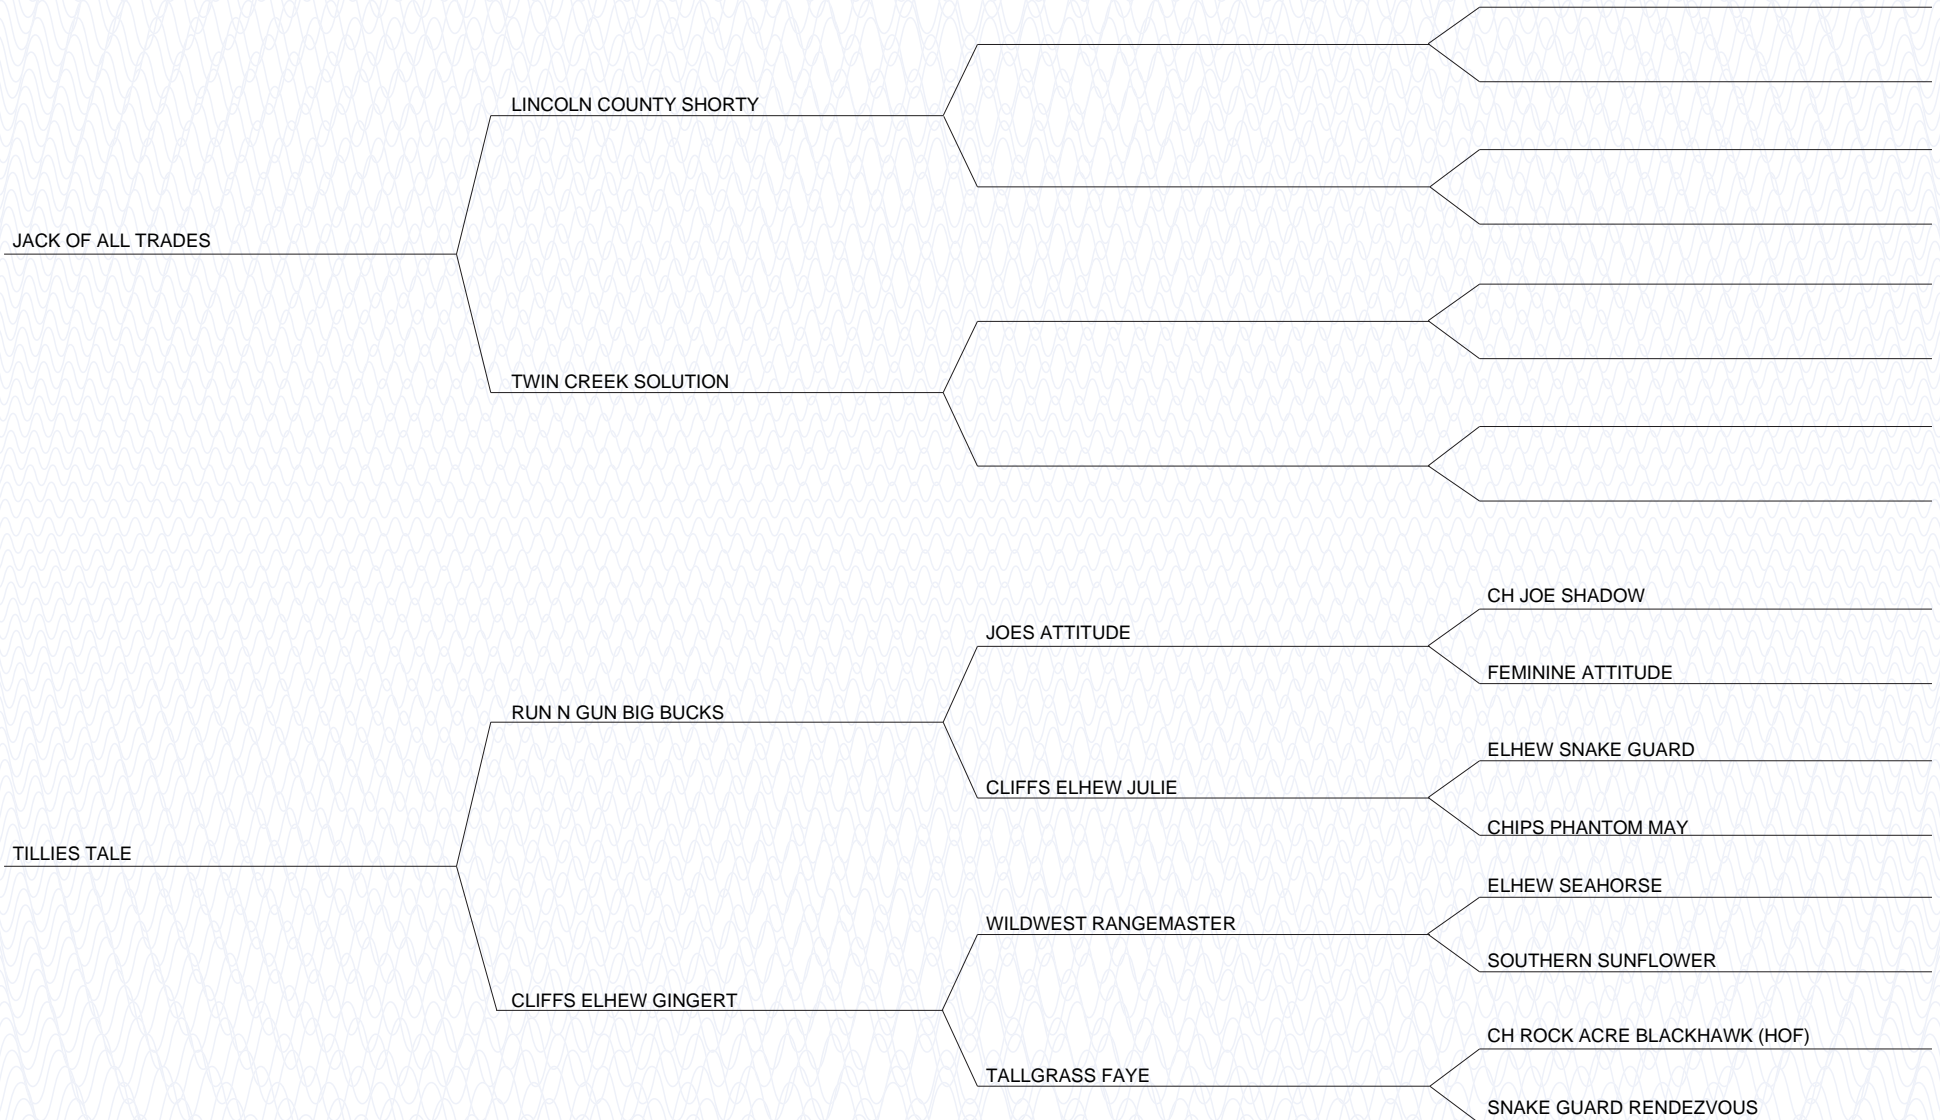 LINCOLN COUNTY SHORTY
JACK OF ALL TRADES
TWIN CREEK SOLUTION
CH JOE SHADOW
JOES ATTITUDE
FEMININE ATTITUDE
RUN N GUN BIG BUCKS
ELHEW SNAKE GUARD
CLIFFS ELHEW JULIE
CHIPS PHANTOM MAY
TILLIES TALE
ELHEW SEAHORSE
WILDWEST RANGEMASTER
SOUTHERN SUNFLOWER
CLIFFS ELHEW GINGERT
CH ROCK ACRE BLACKHAWK (HOF)
TALLGRASS FAYE
SNAKE GUARD RENDEZVOUS